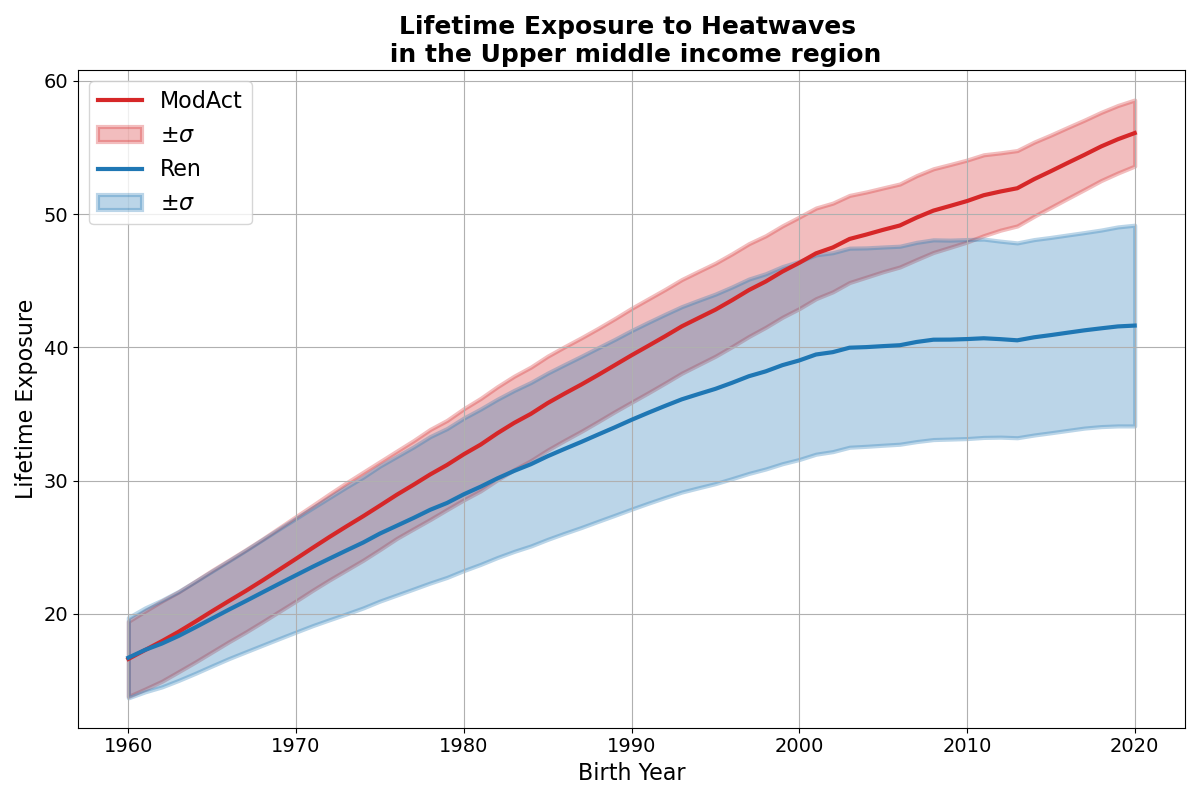 Lifetime Exposure to Heatwaves
in the Upper middle income region
ModAct
±σ
Ren
±σ
Lifetime Exposure
60
50
40
30
20
1960 1970 1980 1990 2000 2010 2020
Birth Year